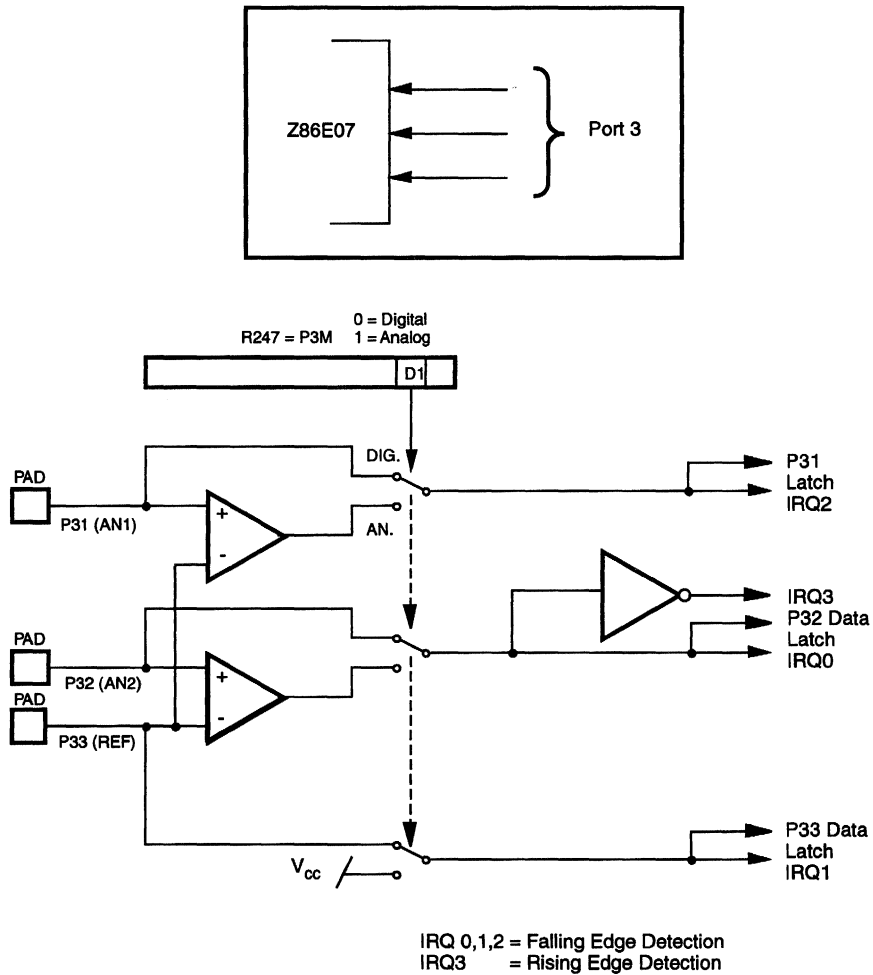 Z86E07
Port 3
0 = Digital
R247 = P3M 1 = Analog
D1
DIG.
PAD
P31 (AN1)
+
-
AN.
P31
Latch
IRQ2
IRQ3
P32 Data
Latch
IRQ0
PAD
P32 (AN2)
+
-
PAD
P33 (REF)
P33 Data
Latch
IRQ1
Vcc
IRQ 0,1,2 = Falling Edge Detection
IRQ3 = Rising Edge Detection